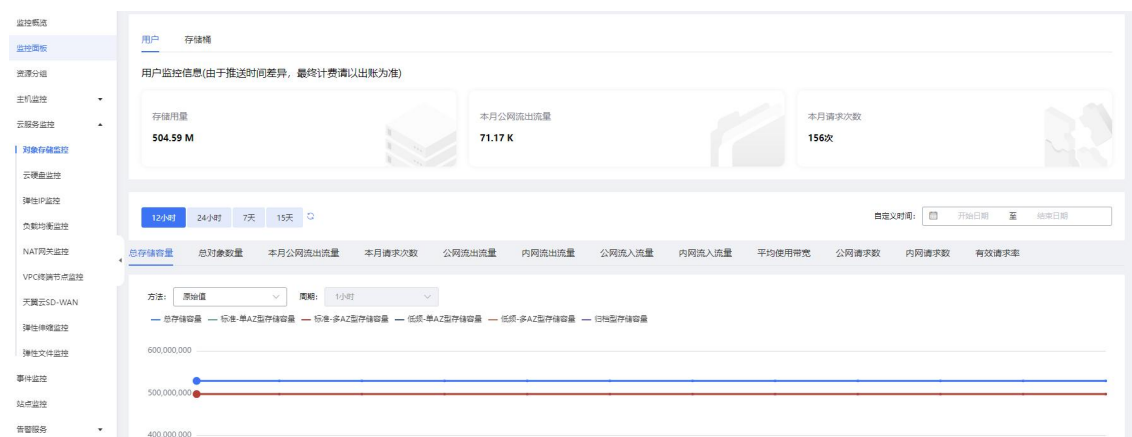 监控概览
监控面板
资源分组
主机监控
云服务监控
对象存储监控
云硬盘监控
弹性IP监控
负载均衡监控
NAT网关监控
VPC终端节点监控
天翼云SD-WAN
弹性伸缩监控
弹性文件监控
事件监控
站点监控
告警服务
用户 存储桶
用户监控信息(由于推送时间差异，最终计费请以出账为准)
存储用量
504.59 M
本月公网流出流量
71.17 K
本月请求次数
156次
12小时 24小时 7天 15天
自定义时间: 开始日期 至 结束日期
总存储容量 总对象数量 本月公网流出流量 本月请求次数 公网流出流量 内网流出流量 公网流入流量 内网流入流量 平均使用带宽 公网请求数 内网请求数 有效请求率
方法: 原始值 周期: 1小时
总存储容量 标准-单AZ型存储容量 标准-多AZ型存储容量 低频-单AZ型存储容量 低频-多AZ型存储容量 归档型存储容量
600,000,000
500,000,000
400,000,000